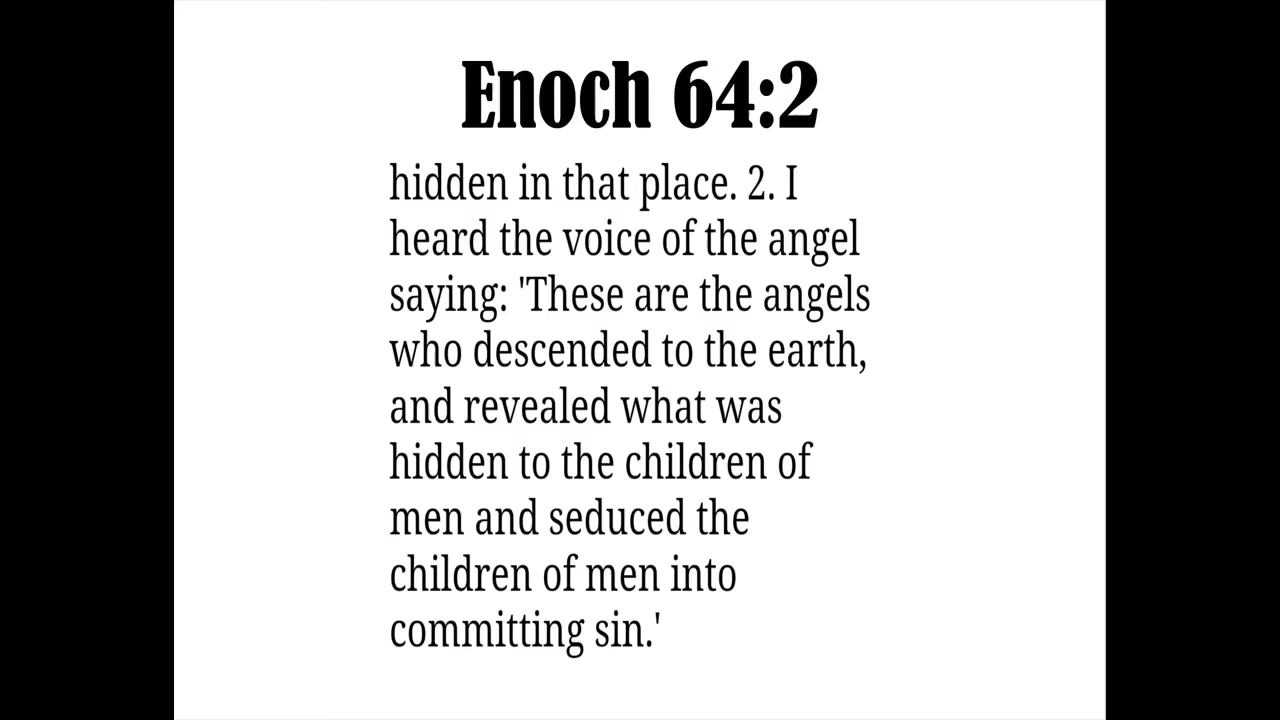 Enoch 64:2
hidden in that place. 2. I
heard the voice of the angel
saying: 'These are the angels
who descended to the earth,
and revealed what was
hidden to the children of
men and seduced the
children of men into
committing sin.'